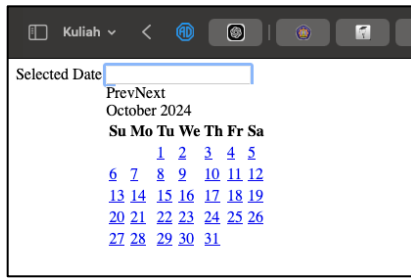 Kuliah
Selected Date
PrevNext
October 2024
Su Mo Tu We Th Fr Sa
1 2 3 4 5
6 7 8 9 10 11 12
13 14 15 16 17 18 19
20 21 22 23 24 25 26
27 28 29 30 31